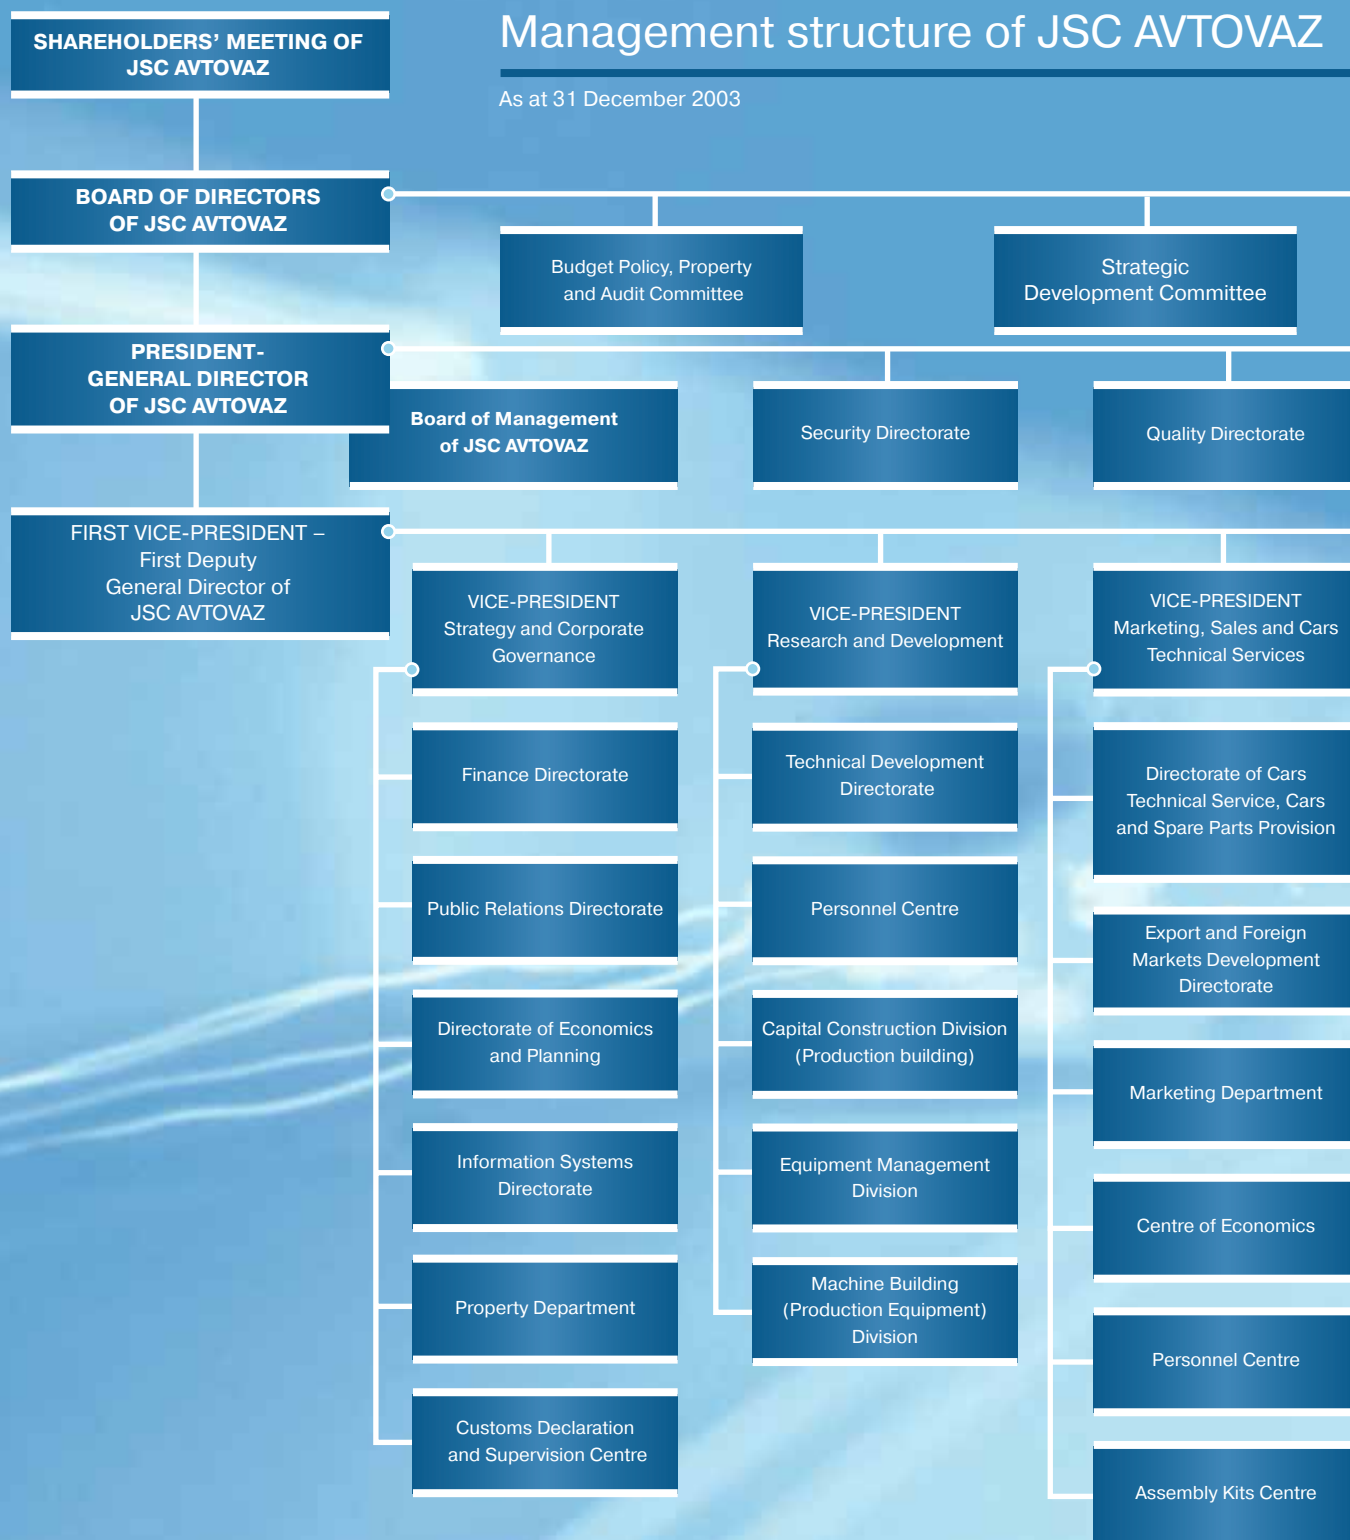 Management structure of JSC AVTOVAZ
As at 31 December 2003
SHAREHOLDERS’ MEETING OF
JSC AVTOVAZ
BOARD OF DIRECTORS
OF JSC AVTOVAZ
Budget Policy, Property
and Audit Committee
Strategic
Development Committee
PRESIDENT-
GENERAL DIRECTOR
OF JSC AVTOVAZ
Board of Management
of JSC AVTOVAZ
Security Directorate
Quality Directorate
FIRST VICE-PRESIDENT –
First Deputy
General Director of
JSC AVTOVAZ
VICE-PRESIDENT
Strategy and Corporate
Governance
Finance Directorate
Public Relations Directorate
Directorate of Economics
and Planning
Information Systems
Directorate
Property Department
Customs Declaration
and Supervision Centre
VICE-PRESIDENT
Research and Development
Technical Development
Directorate
Personnel Centre
Capital Construction Division
(Production building)
Equipment Management
Division
Machine Building
(Production Equipment)
Division
VICE-PRESIDENT
Marketing, Sales and Cars
Technical Services
Directorate of Cars
Technical Service, Cars
and Spare Parts Provision
Export and Foreign
Markets Development
Directorate
Marketing Department
Centre of Economics
Personnel Centre
Assembly Kits Centre